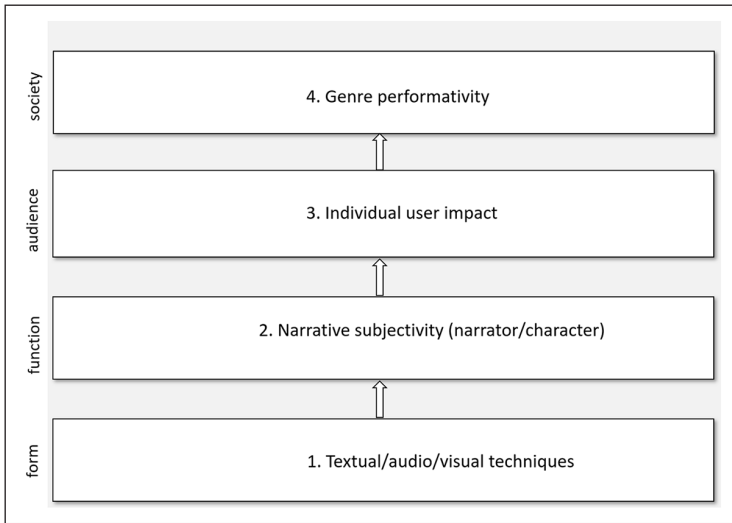 society
4. Genre performativity
audience
3. Individual user impact
function
2. Narrative subjectivity (narrator/character)
form
1. Textual/audio/visual techniques